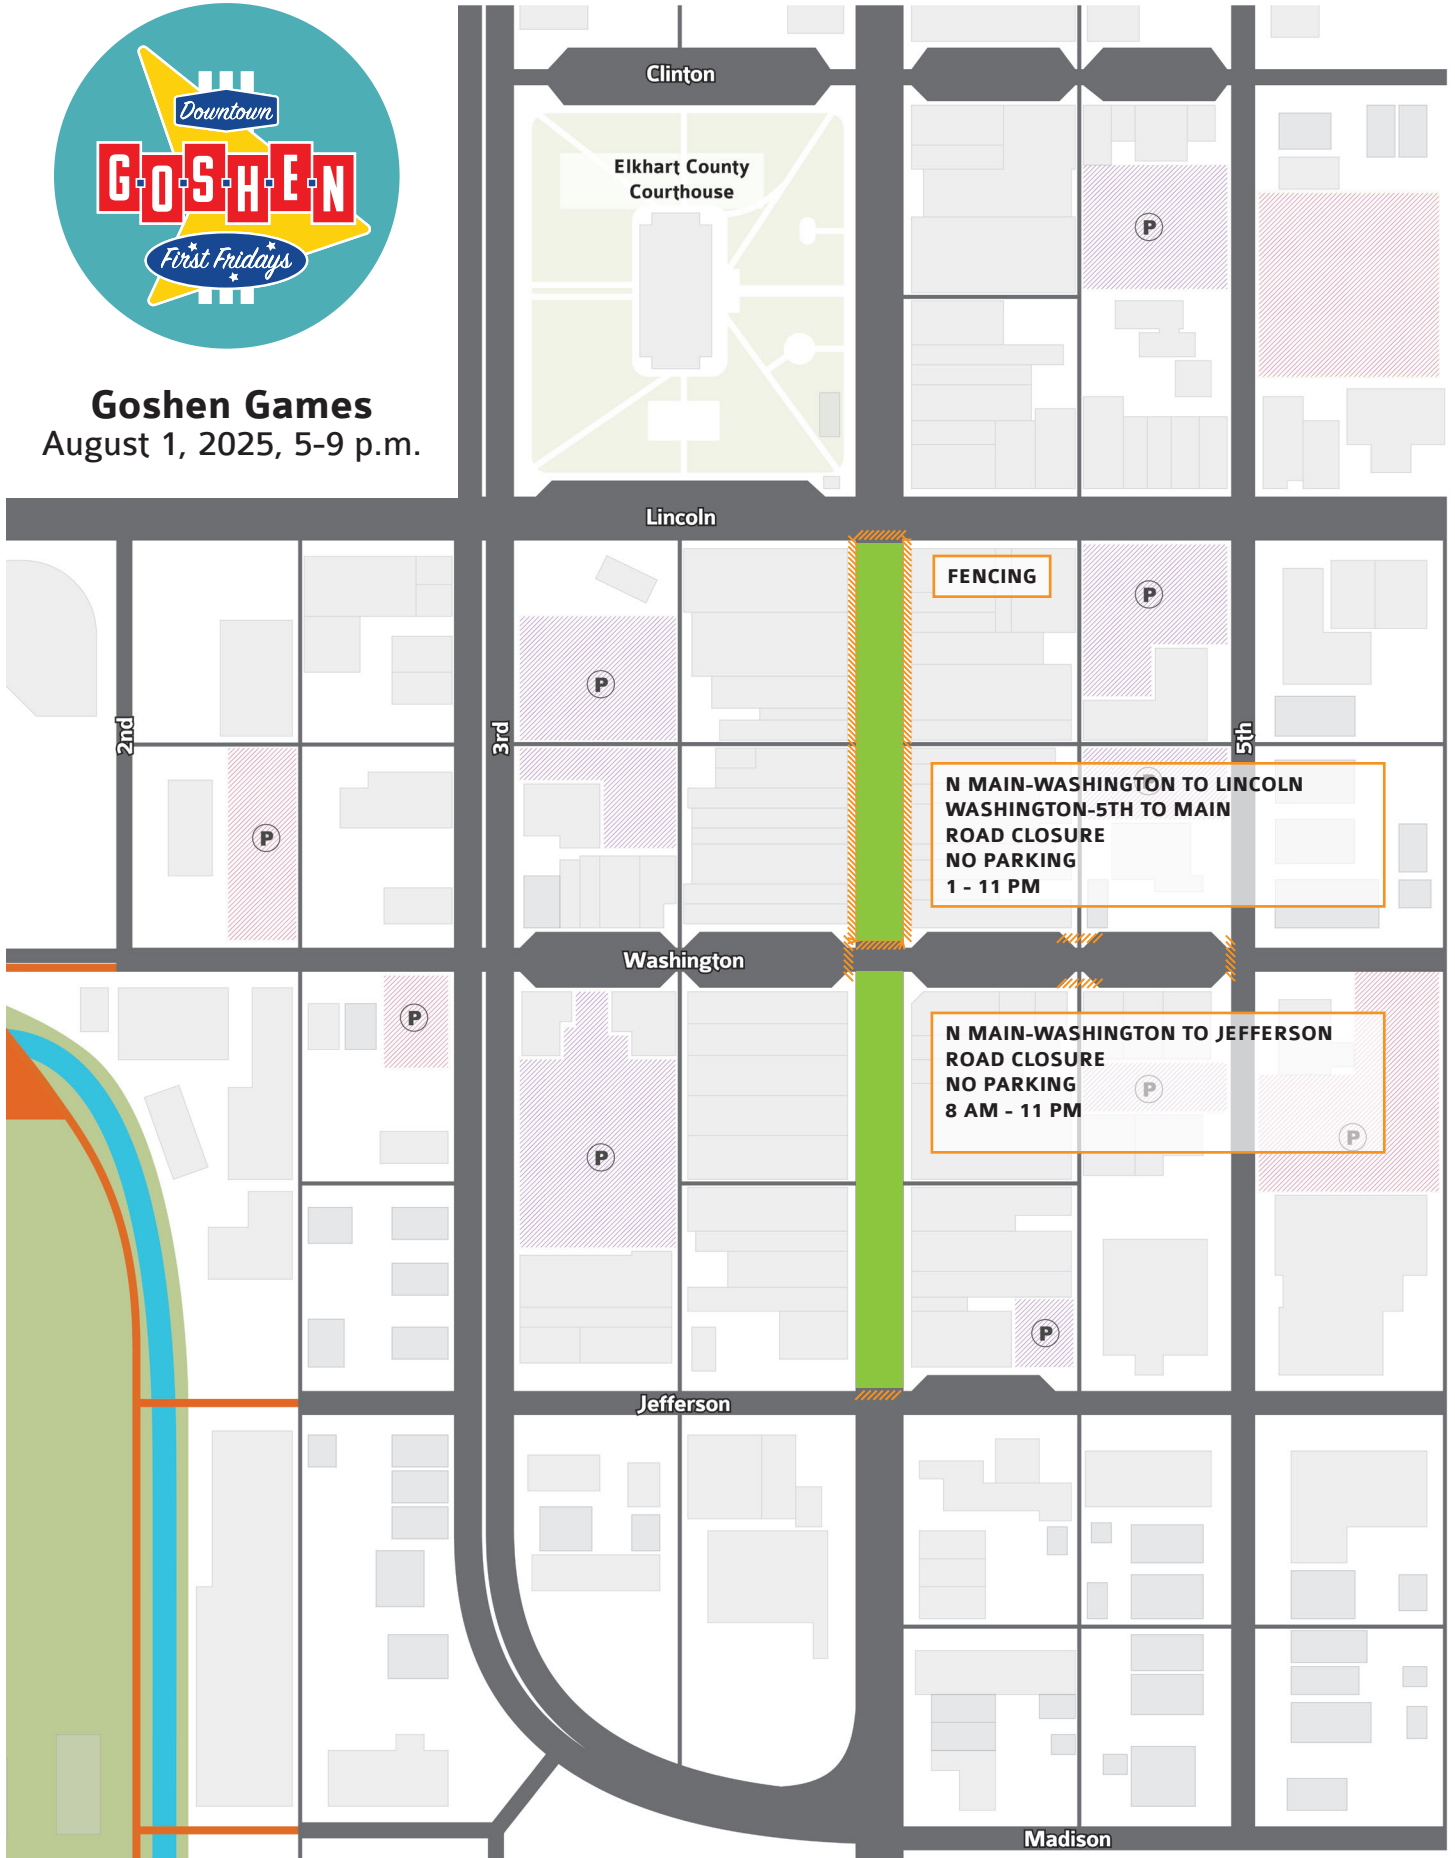 Downtown
GOSHEN
First Fridays
Goshen Games
August 1, 2025, 5-9 p.m.
Clinton
Elkhart County
Courthouse
P
Lincoln
FENCING
P
P
2nd
3rd
5th
P
N MAIN-WASHINGTON TO LINCOLN
WASHINGTON-5TH TO MAIN
ROAD CLOSURE
NO PARKING
1 - 11 PM
P
Washington
P
N MAIN-WASHINGTON TO JEFFERSON
ROAD CLOSURE
NO PARKING
8 AM - 11 PM
P
P
P
P
Jefferson
Madison